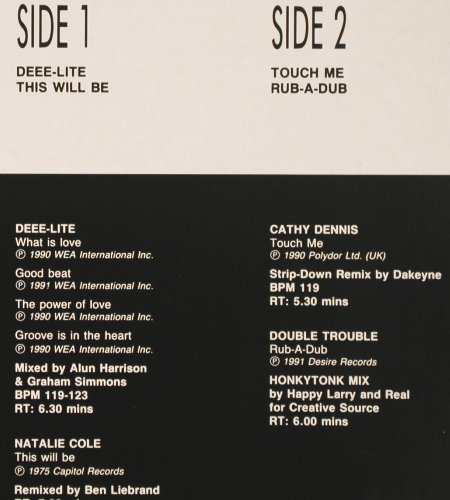 SIDE 1
DEEE-LITE
THIS WILL BE
SIDE 2
TOUCH ME
RUB-A-DUB
DEEE-LITE
What is love
℗ 1990 WEA International Inc.
Good beat
℗ 1991 WEA International Inc.
The power of love
℗ 1990 WEA International Inc.
Groove is in the heart
℗ 1990 WEA International Inc.
Mixed by Alun Harrison
& Graham Simmons
BPM 119-123
RT: 6.30 mins
NATALIE COLE
This will be
℗ 1975 Capitol Records
Remixed by Ben Liebrand
CATHY DENNIS
Touch Me
℗ 1990 Polydor Ltd. (UK)
Strip-Down Remix by Dakeyne
BPM 119
RT: 5.30 mins
DOUBLE TROUBLE
Rub-A-Dub
℗ 1991 Desire Records
HONKYTONK MIX
by Happy Larry and Real
for Creative Source
RT: 6.00 mins